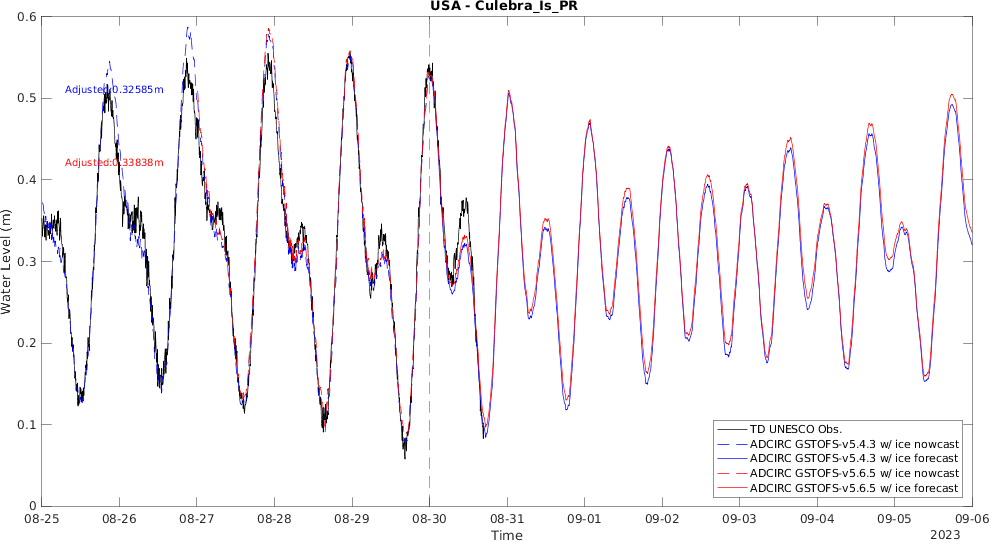 USA - Culebra_Is_PR
0.6
0.5
0.4
0.3
0.2
0.1
0
Water Level (m)
Adjusted:0.32585m
Adjusted:0.33838m
TD UNESCO Obs.
ADCIRC GSTOFS-v5.4.3 w/ ice nowcast
ADCIRC GSTOFS-v5.4.3 w/ ice forecast
ADCIRC GSTOFS-v5.6.5 w/ ice nowcast
ADCIRC GSTOFS-v5.6.5 w/ ice forecast
08-25 08-26 08-27 08-28 08-29 08-30 08-31 09-01 09-02 09-03 09-04 09-05 09-06
Time
2023